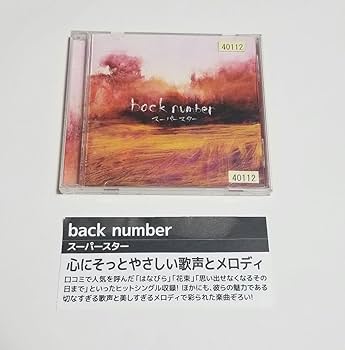 40112
back number
スーパースター
40112
back number
スーパースター
心にそっとやさしい歌声とメロディ
口コミで人気を呼んだ「はなびら」「花束」「思い出せなくなるその
日まで」といったヒットシングル収録！ほかにも、彼らの魅力である
切なすぎる歌声と美しすぎるメロディで彩られた楽曲ぞろい！